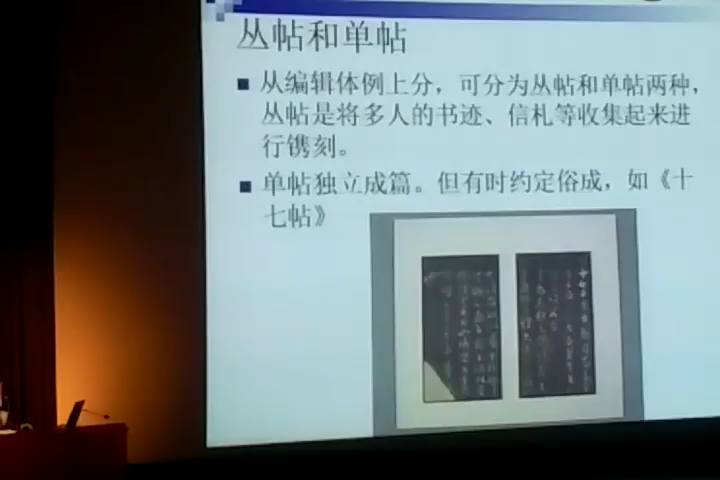 丛帖和单帖
从编辑体例上分，可分为丛帖和单帖两种，
丛帖是将多人的书迹、信札等收集起来进
行镌刻。
单帖独立成篇。但有时约定俗成，如《十
七帖》